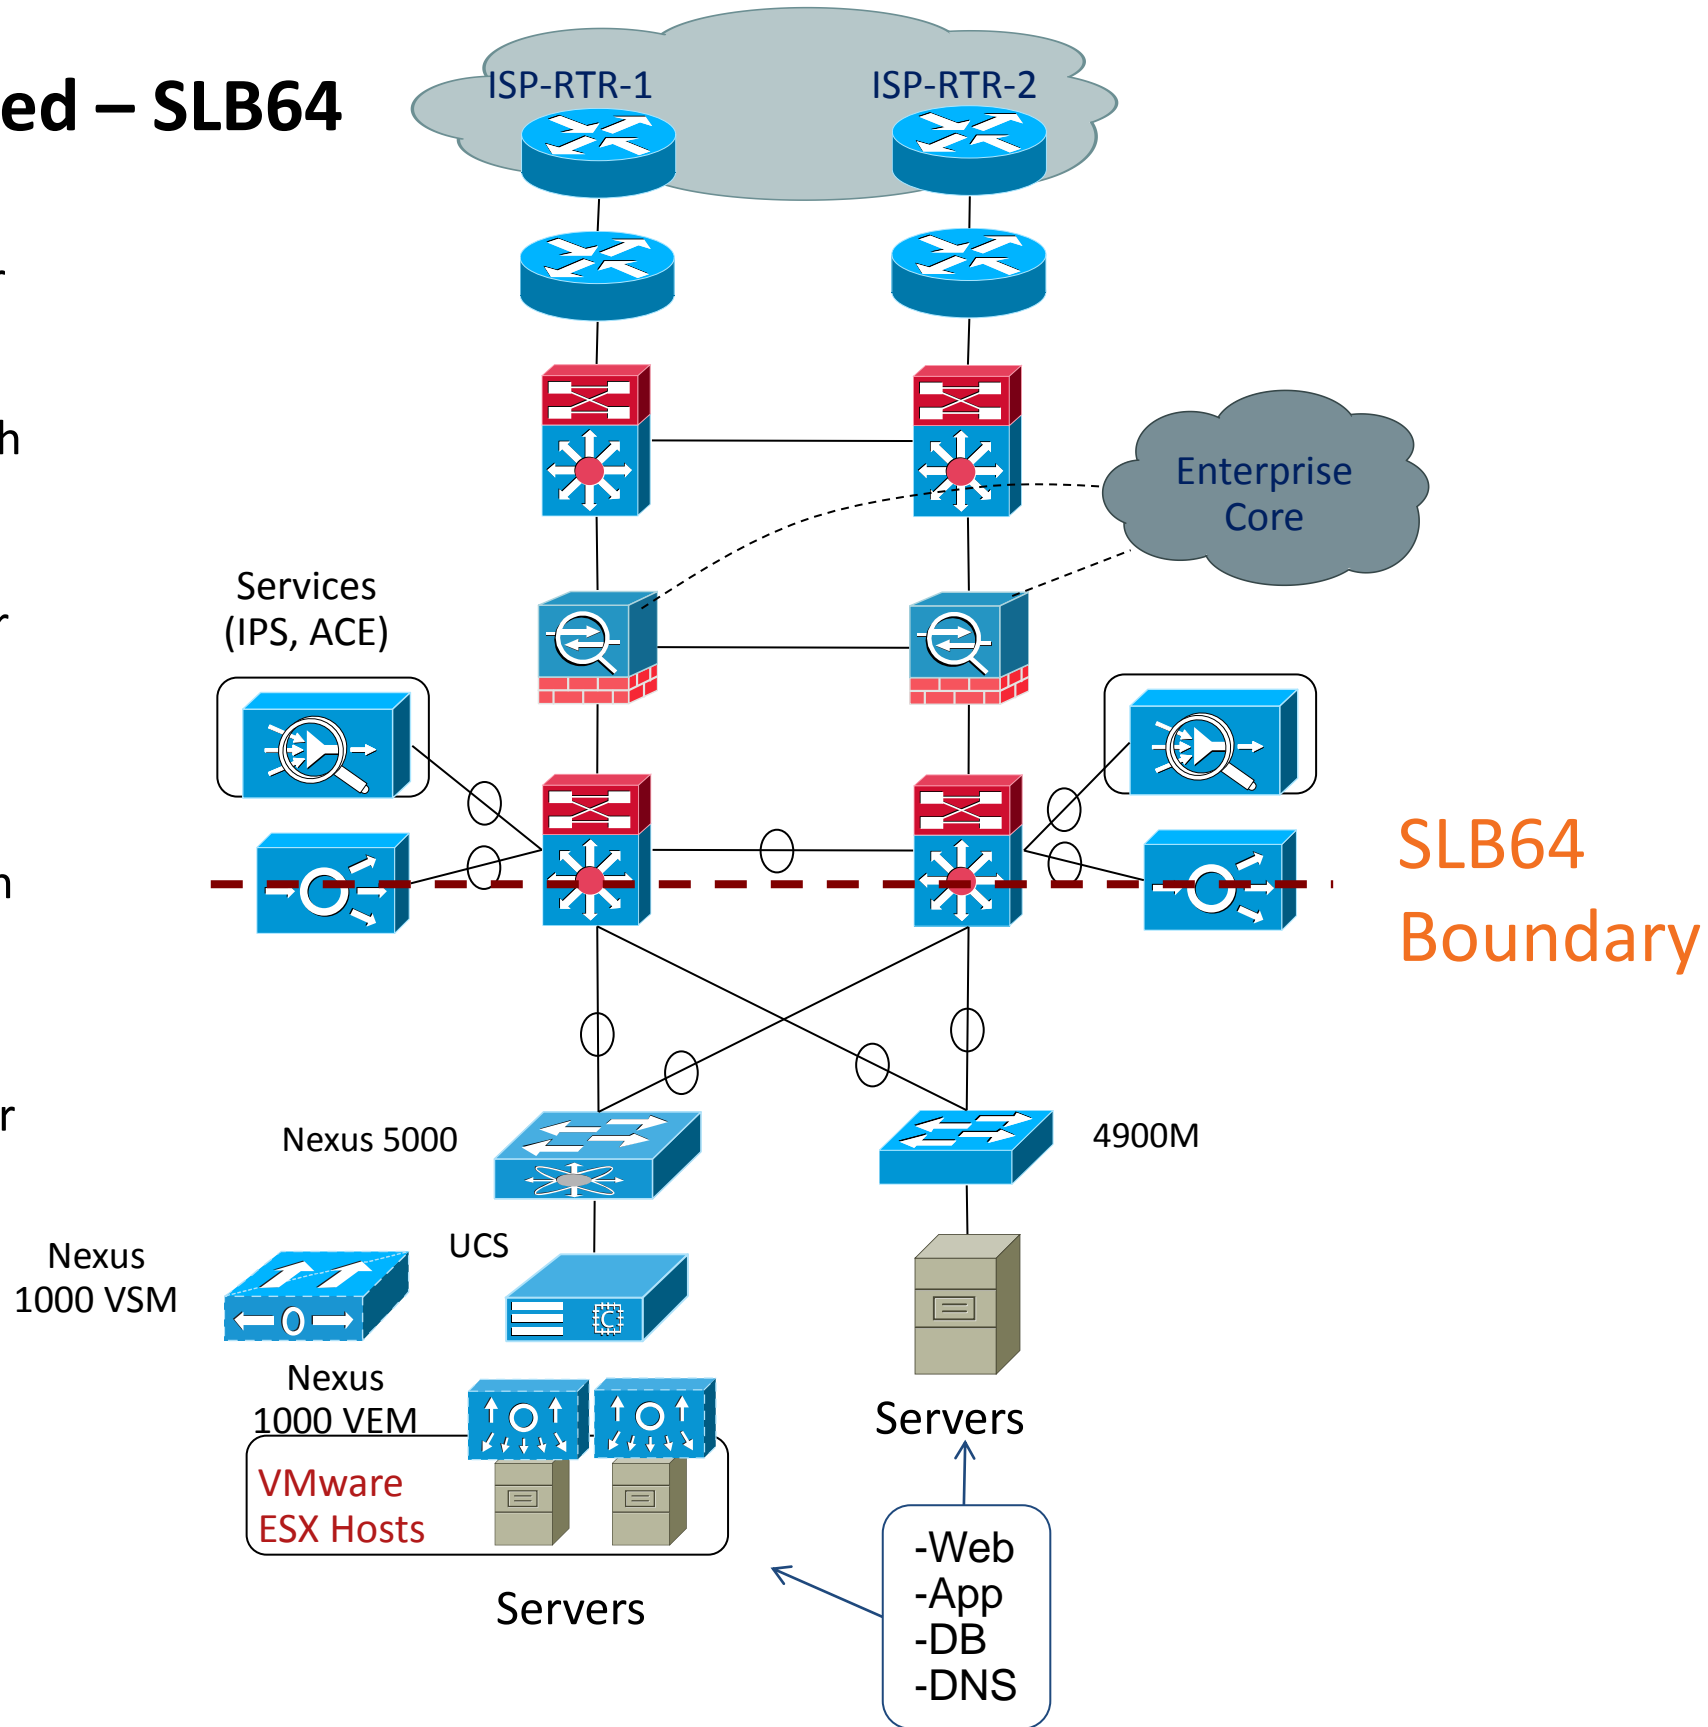 ed – SLB64
ISP-RTR-1
ISP-RTR-2
r
h
Enterprise
Core
Services
(IPS, ACE)
r
SLB64
Boundary
n
r
Nexus 5000
4900M
UCS
Nexus
1000 VSM
C
Nexus
1000 VEM
VMware
ESX Hosts
Servers
Servers
-Web
-App
-DB
-DNS